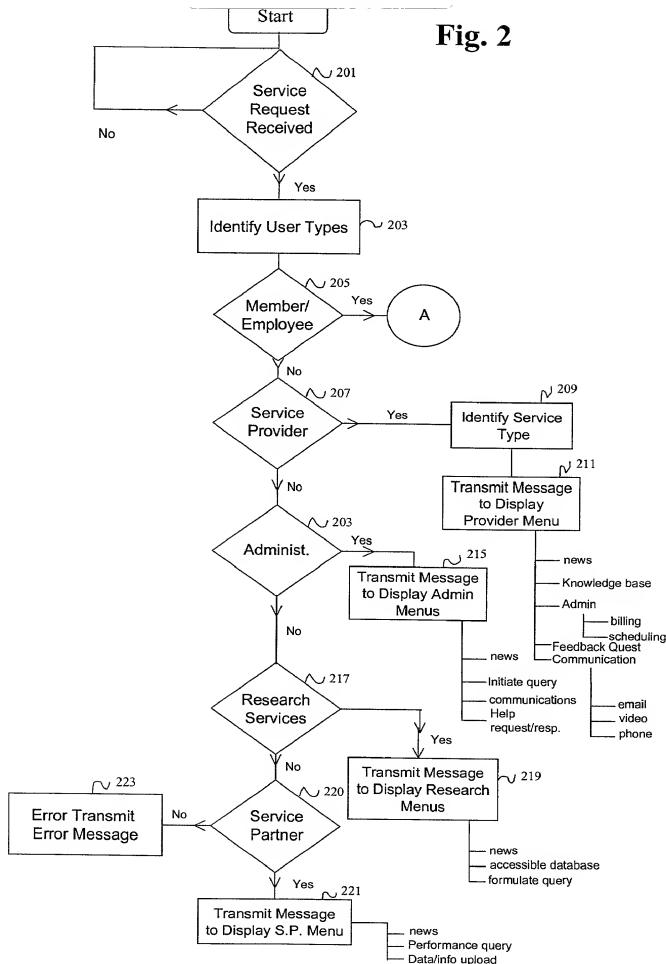 Start
Fig. 2
201
Service
Request
Received
No
Yes
Identify User Types
203
205
Member/
Employee
Yes
A
No
207
Service
Provider
Yes
209
Identify Service
Type
211
Transmit Message
to Display
Provider Menu
No
203
Administ.
Yes
215
Transmit Message
to Display Admin
Menus
news
Knowledge base
Admin
billing
scheduling
Feedback Quest
Communication
email
video
phone
No
news
Initiate query
communications
Help
request/resp.
217
Research
Services
Yes
No
219
Transmit Message
to Display Research
Menus
news
accessible database
formulate query
220
Service
Partner
No
223
Error Transmit
Error Message
Yes
221
Transmit Message
to Display S.P. Menu
news
Performance query
Data/info upload